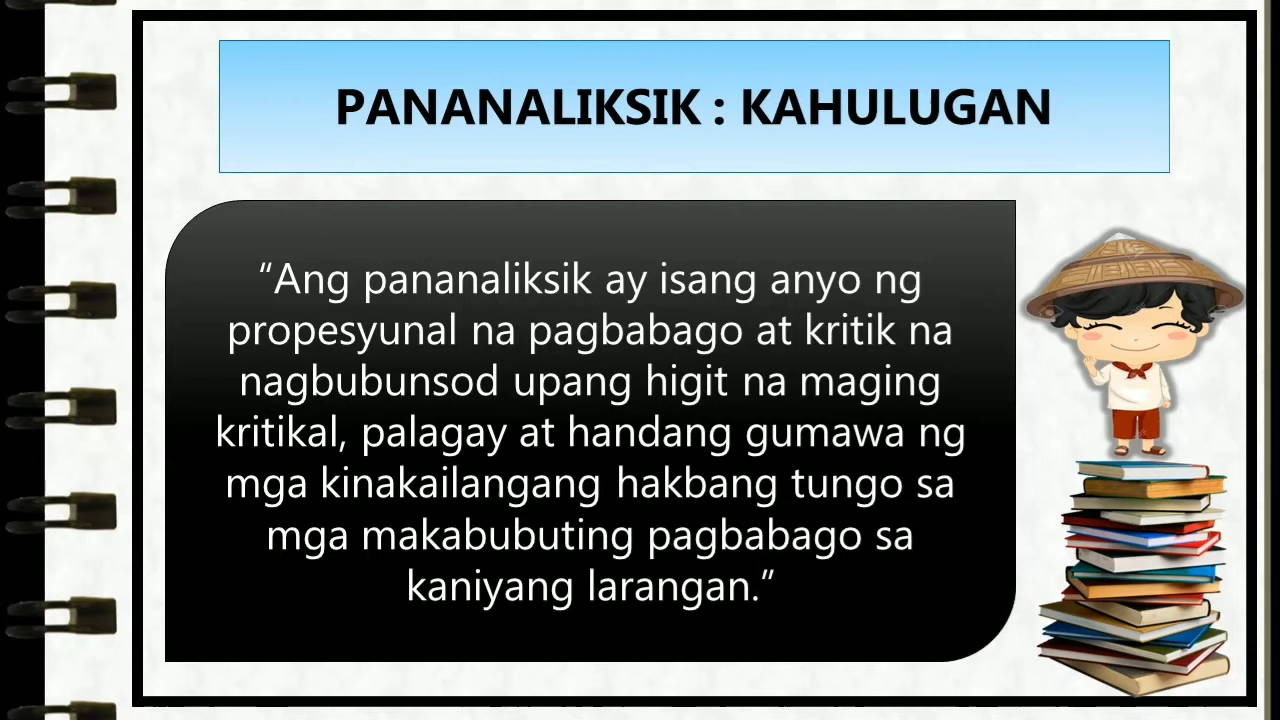 PANANALIKSIK : KAHULUGAN
“Ang pananaliksik ay isang anyo ng
propesyunal na pagbabago at kritik na
nagbubunsod upang higit na maging
kritikal, palagay at handang gumawa ng
mga kinakailangang hakbang tungo sa
mga makabubuting pagbabago sa
kaniyang larangan.”